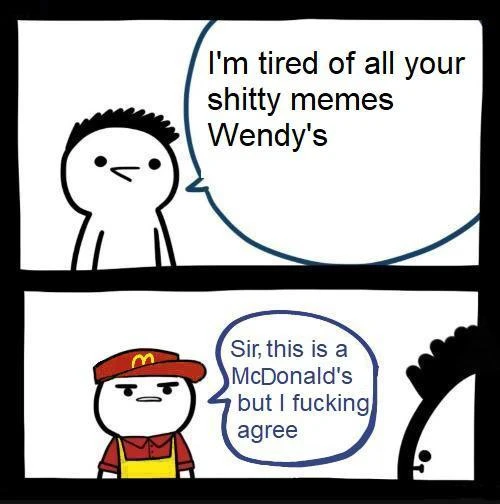 I'm tired of all your
shitty memes
Wendy's
Sir, this is a
McDonald's
but I fucking
agree